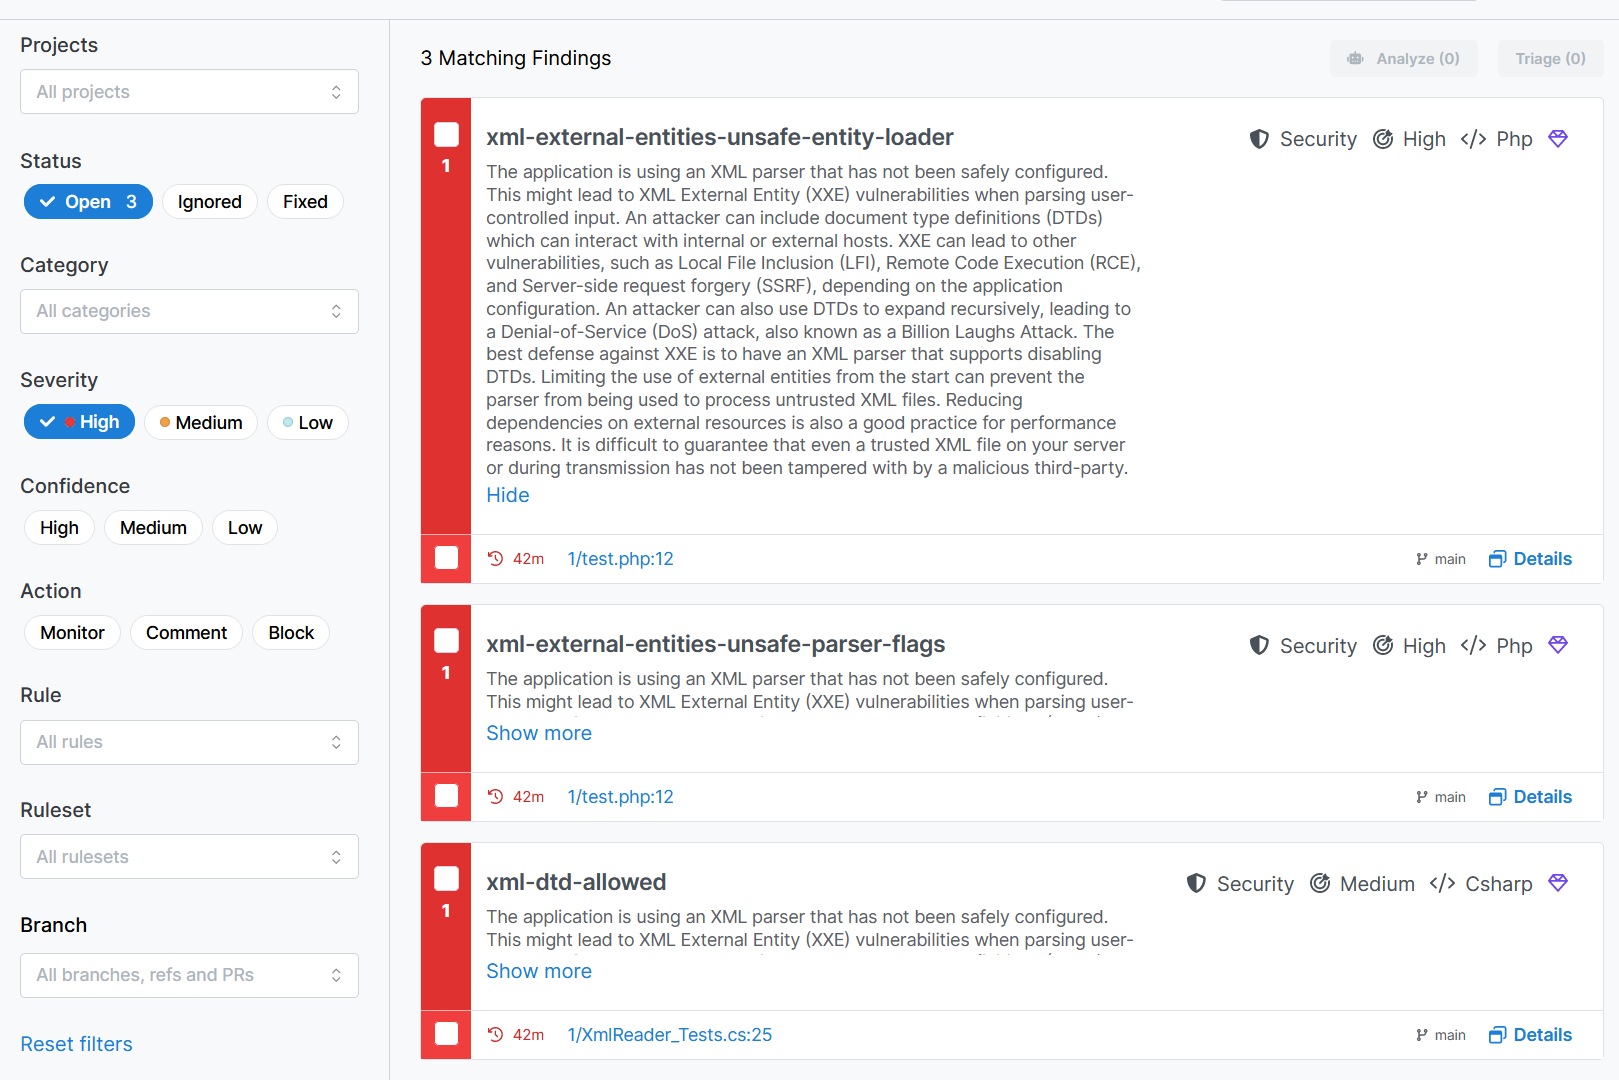 Projects
All projects
Status
Open 3
Ignored
Fixed
Category
All categories
Severity
High
Medium
Low
Confidence
High
Medium
Low
Action
Monitor
Comment
Block
Rule
All rules
Ruleset
All rulesets
Branch
All branches, refs and PRs
Reset filters
3 Matching Findings
Analyze (0)
Triage (0)
1
xml-external-entities-unsafe-entity-loader
Security High </> Php
The application is using an XML parser that has not been safely configured.
This might lead to XML External Entity (XXE) vulnerabilities when parsing user-
controlled input. An attacker can include document type definitions (DTDs)
which can interact with internal or external hosts. XXE can lead to other
vulnerabilities, such as Local File Inclusion (LFI), Remote Code Execution (RCE),
and Server-side request forgery (SSRF), depending on the application
configuration. An attacker can also use DTDs to expand recursively, leading to
a Denial-of-Service (DoS) attack, also known as a Billion Laughs Attack. The
best defense against XXE is to have an XML parser that supports disabling
DTDs. Limiting the use of external entities from the start can prevent the
parser from being used to process untrusted XML files. Reducing
dependencies on external resources is also a good practice for performance
reasons. It is difficult to guarantee that even a trusted XML file on your server
or during transmission has not been tampered with by a malicious third-party.
Hide
42m 1/test.php:12 main Details
1
xml-external-entities-unsafe-parser-flags
Security High </> Php
The application is using an XML parser that has not been safely configured.
This might lead to XML External Entity (XXE) vulnerabilities when parsing user-
Show more
42m 1/test.php:12 main Details
1
xml-dtd-allowed
Security Medium </> Csharp
The application is using an XML parser that has not been safely configured.
This might lead to XML External Entity (XXE) vulnerabilities when parsing user-
Show more
42m 1/XmlReader_Tests.cs:25 main Details